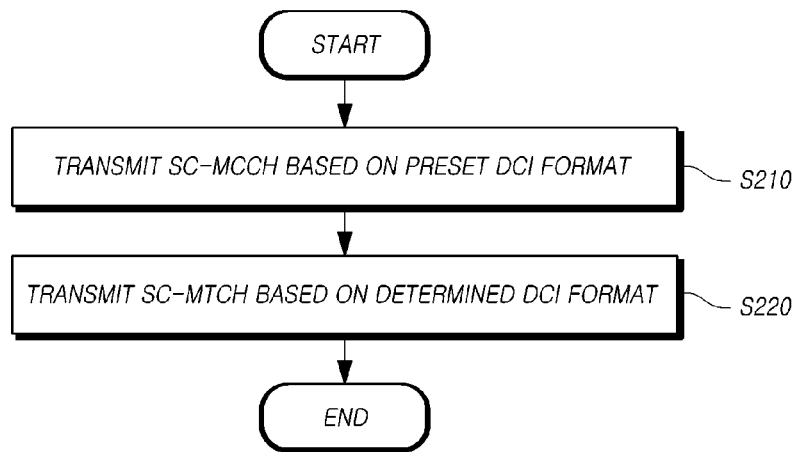 START
TRANSMIT SC-MCCH BASED ON PRESET DCI FORMAT
S210
TRANSMIT SC-MTCH BASED ON DETERMINED DCI FORMAT
S220
END